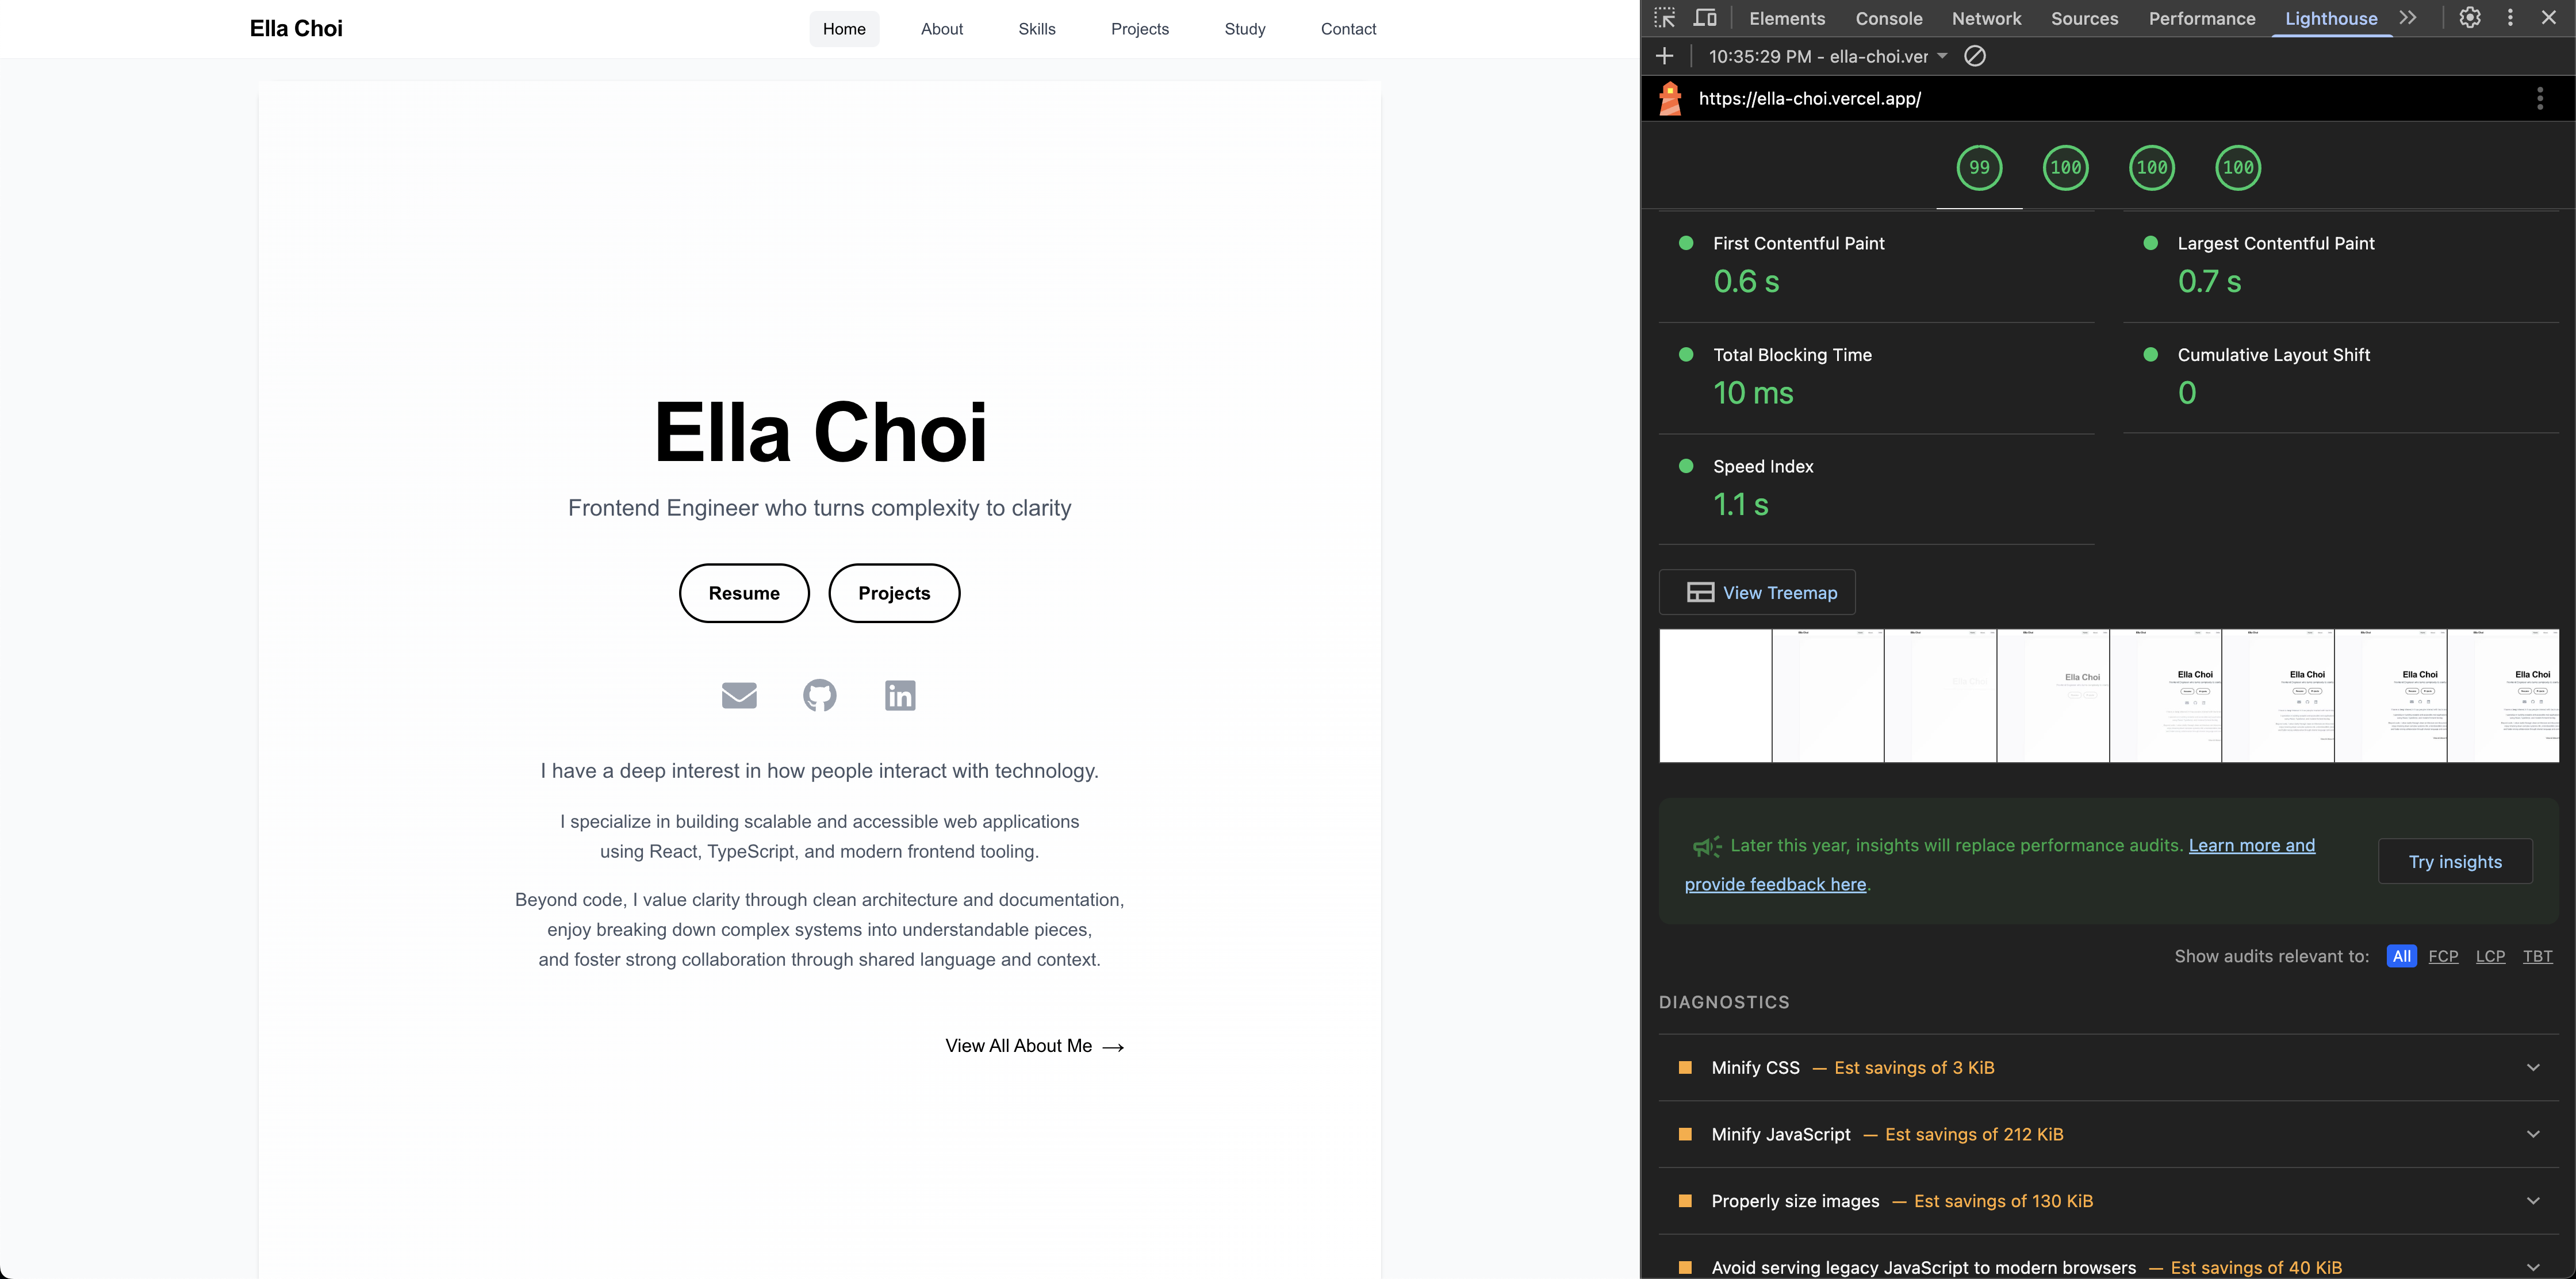 Ella Choi
Home
About
Skills
Projects
Study
Contact
Ella Choi
Frontend Engineer who turns complexity to clarity
Resume
Projects
I have a deep interest in how people interact with technology.
I specialize in building scalable and accessible web applications
using React, TypeScript, and modern frontend tooling.
Beyond code, I value clarity through clean architecture and documentation,
enjoy breaking down complex systems into understandable pieces,
and foster strong collaboration through shared language and context.
View All About Me →
Elements
Console
Network
Sources
Performance
Lighthouse
10:35:29 PM - ella-choi.ver
https://ella-choi.vercel.app/
99
100
100
100
First Contentful Paint
0.6 s
Largest Contentful Paint
0.7 s
Total Blocking Time
10 ms
Cumulative Layout Shift
0
Speed Index
1.1 s
View Treemap
Ella Choi
Ella Choi
Ella Choi
Ella Choi
Ella Choi
Later this year, insights will replace performance audits. Learn more and
provide feedback here.
Try insights
Show audits relevant to: All FCP LCP TBT
DIAGNOSTICS
Minify CSS — Est savings of 3 KiB
Minify JavaScript — Est savings of 212 KiB
Properly size images — Est savings of 130 KiB
Avoid serving legacy JavaScript to modern browsers — Est savings of 40 KiB